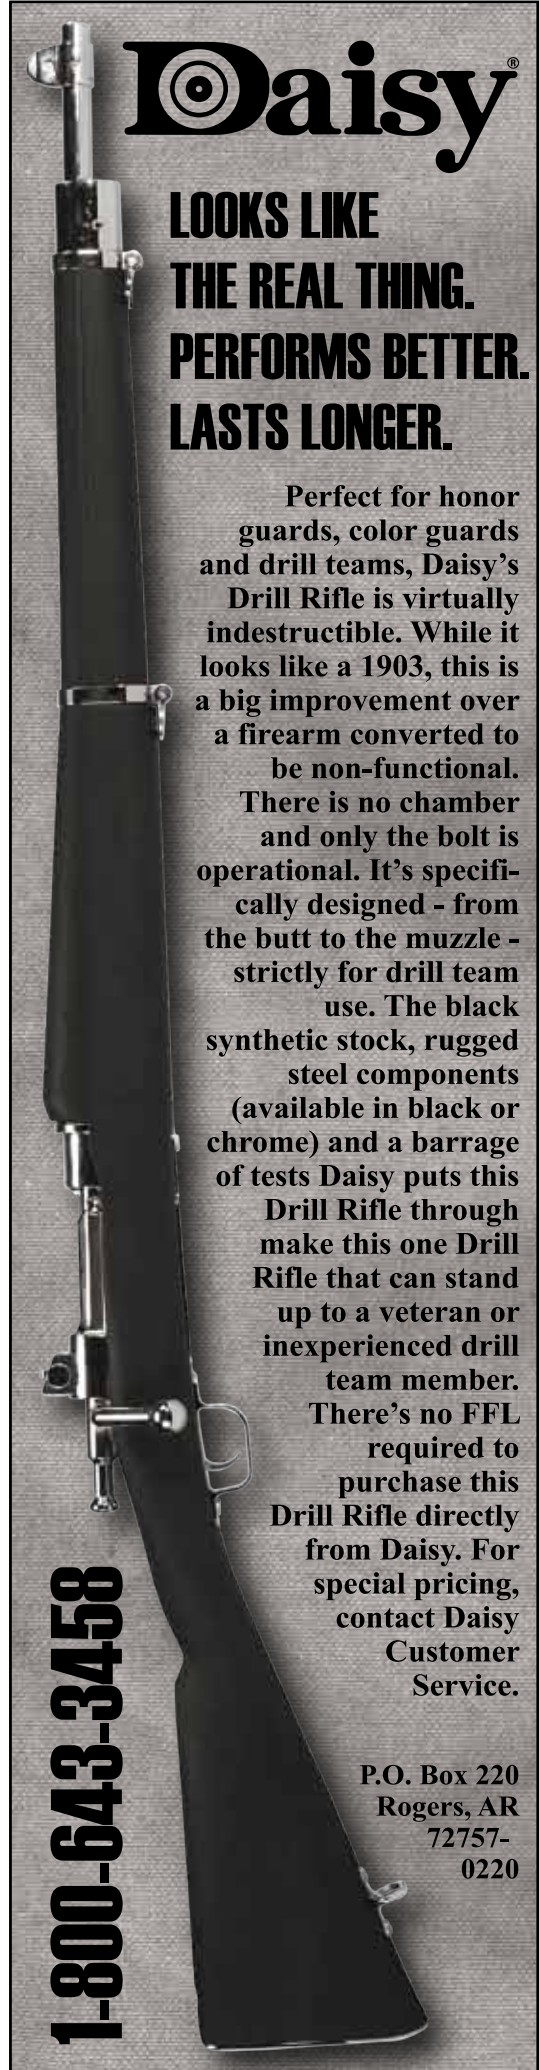 Daisy®
LOOKS LIKE
THE REAL THING.
PERFORMS BETTER.
LASTS LONGER.
Perfect for honor
guards, color guards
and drill teams, Daisy's
Drill Rifle is virtually
indestructible. While it
looks like a 1903, this is
a big improvement over
a firearm converted to
be non-functional.
There is no chamber
and only the bolt is
operational. It's specifi-
cally designed - from
the butt to the muzzle -
strictly for drill team
use. The black
synthetic stock, rugged
steel components
(available in black or
chrome) and a barrage
of tests Daisy puts this
Drill Rifle through
make this one Drill
Rifle that can stand
up to a veteran or
inexperienced drill
team member.
There's no FFL
required to
purchase this
Drill Rifle directly
from Daisy. For
special pricing,
contact Daisy
Customer
Service.
P.O. Box 220
Rogers, AR
72757-
0220
1-800-643-3458